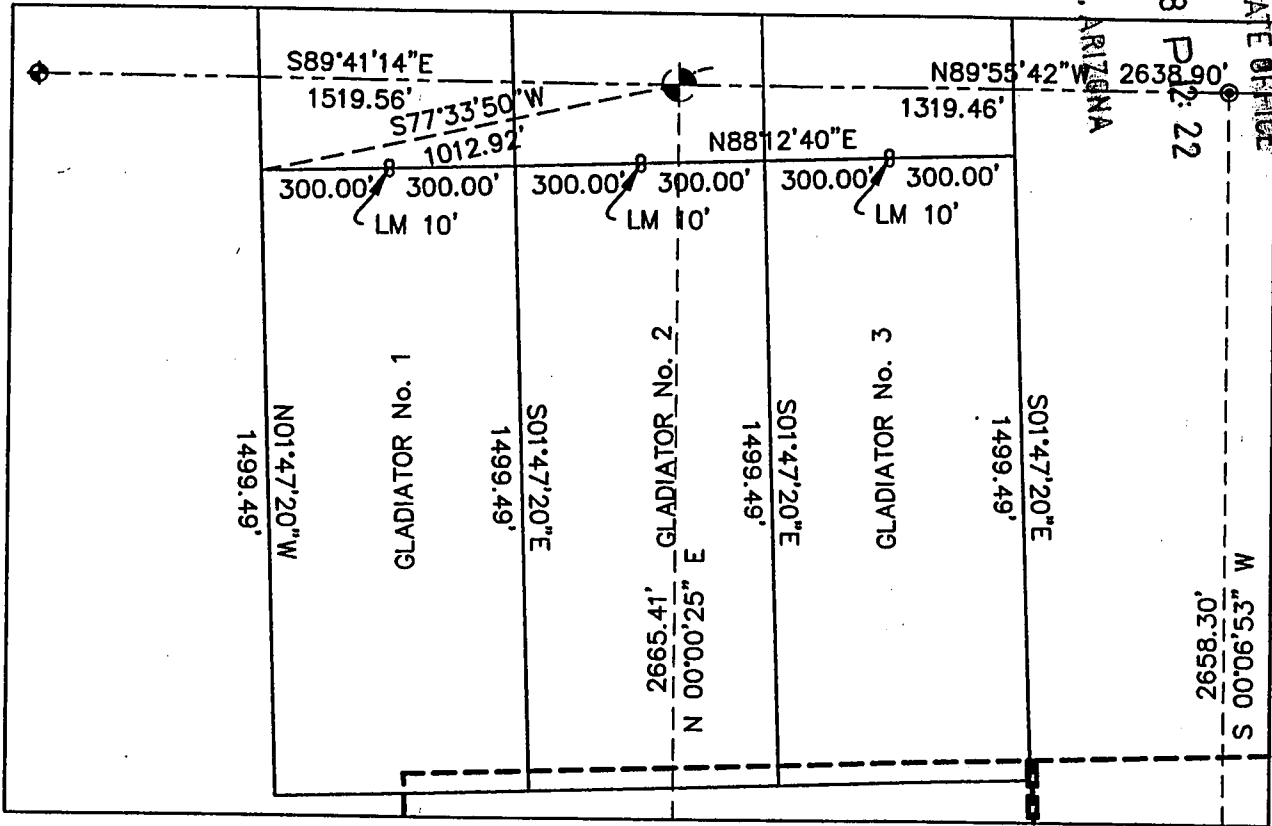 S89°41'14"E
1519.56'
S77°33'50"W
1012.92'
N89°55'42"W 2638.90'
1319.46'
N88°12'40"E
300.00' 300.00' 300.00' 300.00' 300.00' 300.00'
LM 10' LM 10' LM 10'
GLADIATOR No. 1
GLADIATOR No. 2
GLADIATOR No. 3
N01°47'20"W
1499.49'
S01°47'20"E
1499.49'
S01°47'20"E
1499.49'
S01°47'20"E
1499.49'
2665.41'
N 00°00'25" E
2658.30'
S 00°06'53" W
8 P 2: 22
ARIZONA